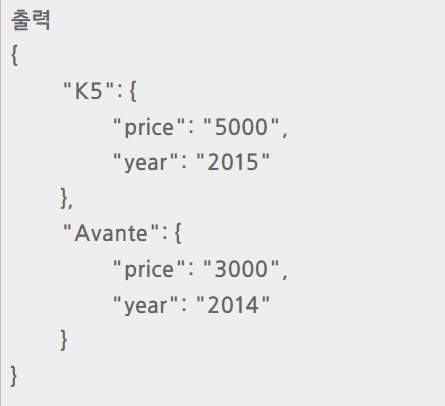 출력
{
"K5": {
"price": "5000",
"year": "2015"
},
"Avante": {
"price": "3000",
"year": "2014"
}
}